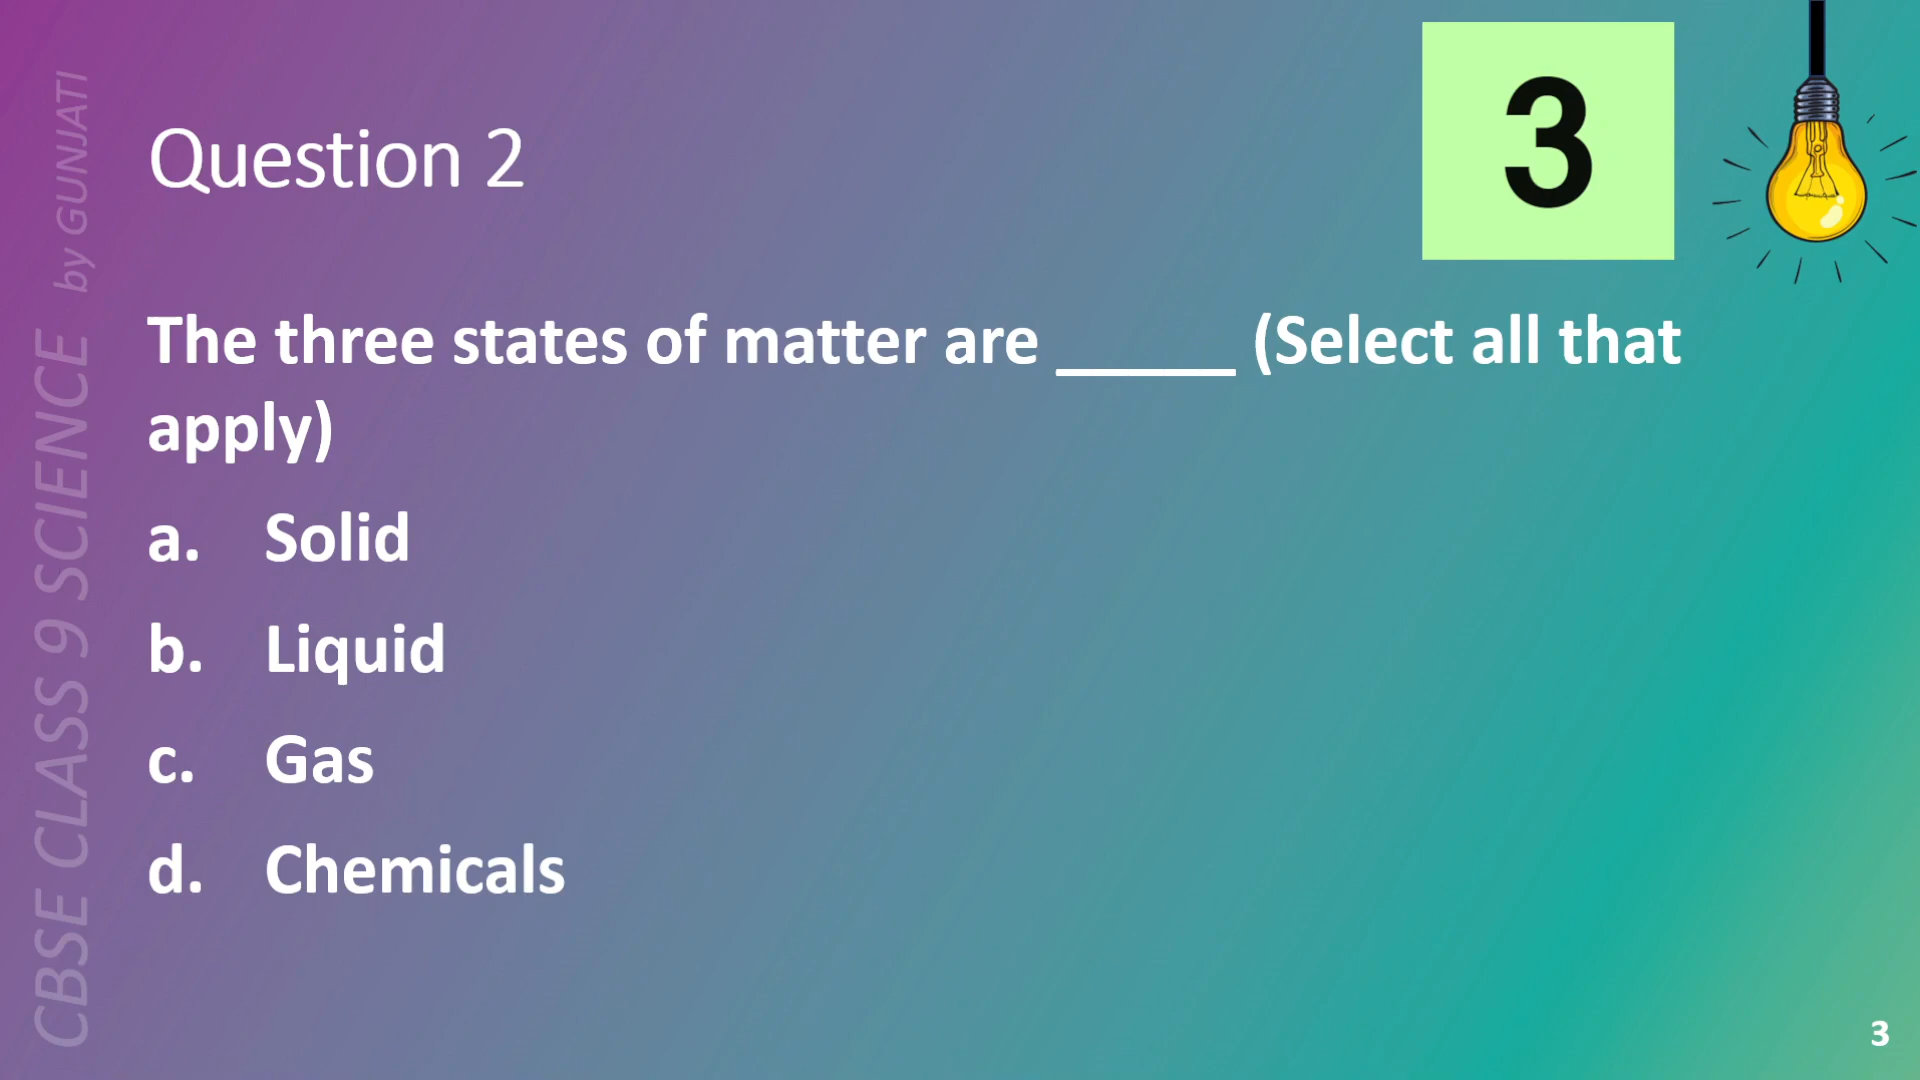 CBSE CLASS 9 SCIENCE by GUNJATI
Question 2
3
The three states of matter are _____ (Select all that
apply)
a. Solid
b. Liquid
c. Gas
d. Chemicals
3